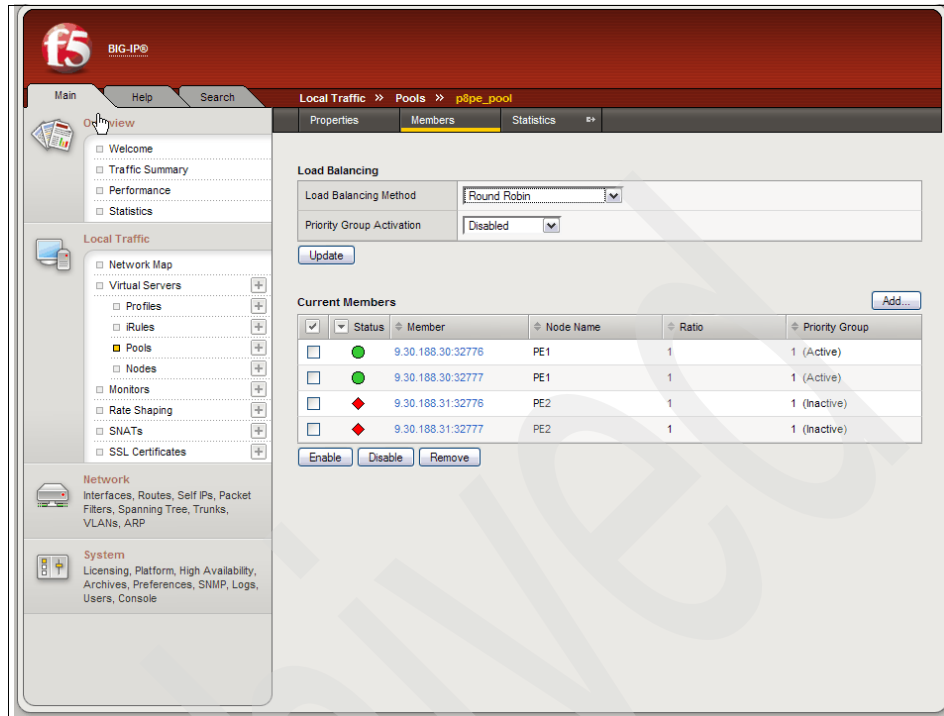 f5 BIG-IP®
Main Help Search
Local Traffic » Pools » p8pe_pool
Properties Members Statistics
Overview
Welcome
Traffic Summary
Performance
Statistics
Local Traffic
Network Map
Virtual Servers
Profiles
iRules
Pools
Nodes
Monitors
Rate Shaping
SNATs
SSL Certificates
Network
Interfaces, Routes, Self IPs, Packet
Filters, Spanning Tree, Trunks,
VLANs, ARP
System
Licensing, Platform, High Availability,
Archives, Preferences, SNMP, Logs,
Users, Console
Load Balancing
Load Balancing Method Round Robin
Priority Group Activation Disabled
Update
Current Members Add...
Status Member Node Name Ratio Priority Group
9.30.188.30:32776 PE1 1 1 (Active)
9.30.188.30:32777 PE1 1 1 (Active)
9.30.188.31:32776 PE2 1 1 (Inactive)
9.30.188.31:32777 PE2 1 1 (Inactive)
Enable Disable Remove